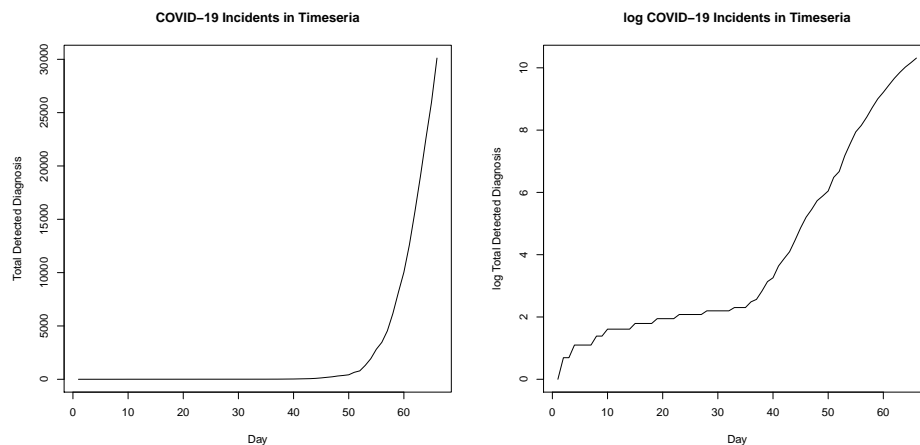 COVID−19 Incidents in Timeseria
Total Detected Diagnosis
30000
25000
20000
15000
10000
5000
0
0 10 20 30 40 50 60
Day
log COVID−19 Incidents in Timeseria
log Total Detected Diagnosis
10
8
6
4
2
0
0 10 20 30 40 50 60
Day